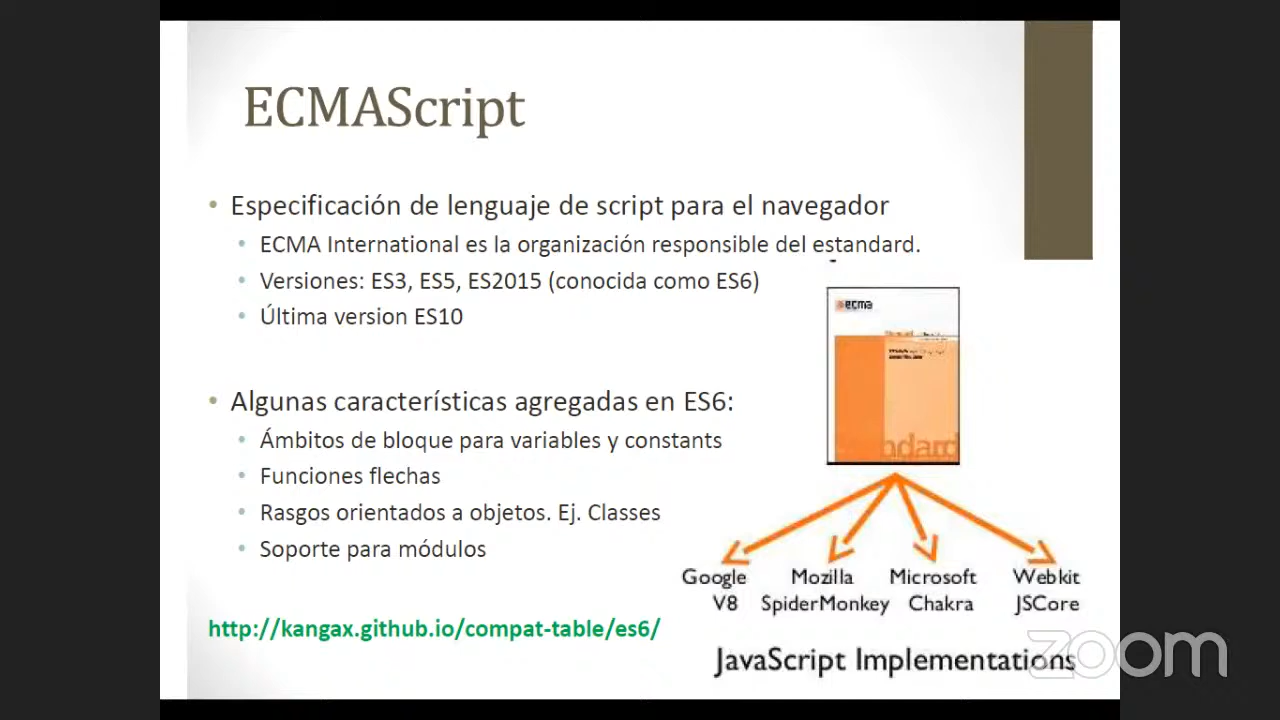 ECMAScript
• Especificación de lenguaje de script para el navegador
• ECMA International es la organización responsible del estandard.
• Versiones: ES3, ES5, ES2015 (conocida como ES6)
• Última version ES10
• Algunas características agregadas en ES6:
• Ámbitos de bloque para variables y constants
• Funciones flechas
• Rasgos orientados a objetos. Ej. Classes
• Soporte para módulos
http://kangax.github.io/compat-table/es6/
ecma
Standard
Google
V8
Mozilla
SpiderMonkey
Microsoft
Chakra
Webkit
JSCore
JavaScript Implementations
zoom